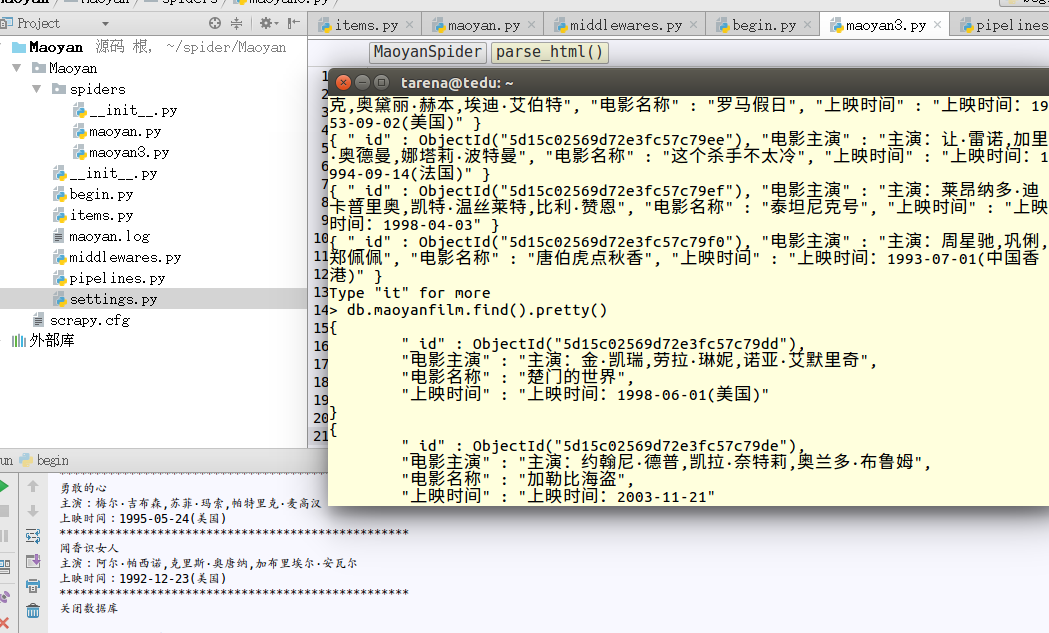 Maoyan
Maoyan
spiders
maoyan3.py
Project
items.py
maoyan.py
middlewares.py
begin.py
maoyan3.py
pipelines
Maoyan 源码 根， ~/spider/Maoyan
Maoyan
spiders
__init__.py
maoyan.py
maoyan3.py
__init__.py
begin.py
items.py
maoyan.log
middlewares.py
pipelines.py
settings.py
scrapy.cfg
外部库
MaoyanSpider parse_html()
10
11
12
13
14
15
16
17
18
19
20
21
tarena@tedu: ~
克,奥黛丽·赫本,埃迪·艾伯特", "电影名称" : "罗马假日", "上映时间" : "上映时间：19
53-09-02(美国)" }
{ "_id" : ObjectId("5d15c02569d72e3fc57c79ee"), "电影主演" : "主演：让·雷诺,加里
·奥德曼,娜塔莉·波特曼", "电影名称" : "这个杀手不太冷", "上映时间" : "上映时间：1
994-09-14(法国)" }
{ "_id" : ObjectId("5d15c02569d72e3fc57c79ef"), "电影主演" : "主演：莱昂纳多·迪
卡普里奥,凯特·温丝莱特,比利·赞恩", "电影名称" : "泰坦尼克号", "上映时间" : "上映
时间：1998-04-03" }
{ "_id" : ObjectId("5d15c02569d72e3fc57c79f0"), "电影主演" : "主演：周星驰,巩俐,
郑佩佩", "电影名称" : "唐伯虎点秋香", "上映时间" : "上映时间：1993-07-01(中国香
港)" }
Type "it" for more
> db.maoyanfilm.find().pretty()
{
"_id" : ObjectId("5d15c02569d72e3fc57c79dd"),
"电影主演" : "主演：金·凯瑞,劳拉·琳妮,诺亚·艾默里奇",
"电影名称" : "楚门的世界",
"上映时间" : "上映时间：1998-06-01(美国)"
}
{
"_id" : ObjectId("5d15c02569d72e3fc57c79de"),
"电影主演" : "主演：约翰尼·德普,凯拉·奈特莉,奥兰多·布鲁姆",
"电影名称" : "加勒比海盗",
"上映时间" : "上映时间：2003-11-21"
un begin
勇敢的心
主演：梅尔·吉布森,苏菲·玛索,帕特里克·麦高汉
上映时间：1995-05-24(美国)
**************************************************
闻香识女人
主演：阿尔·帕西诺,克里斯·奥唐纳,加布里埃尔·安瓦尔
上映时间：1992-12-23(美国)
**************************************************
关闭数据库